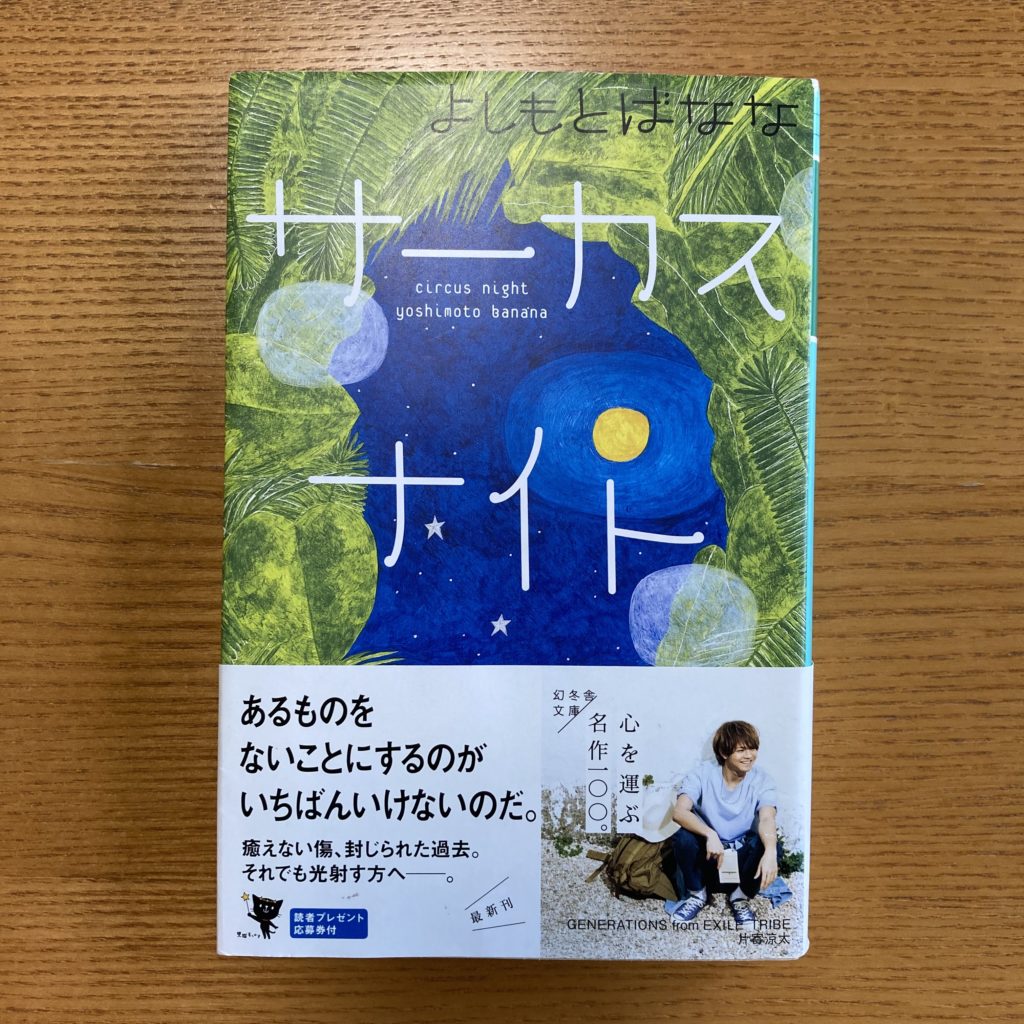 よしもとばなな
サーカス
circus night
yoshimoto banana
ナイト
あるものを
ないことにするのが
いちばんいけないのだ。
癒えない傷、封じられた過去。
それでも光射す方へ――。
最新刊
読者プレゼント
応募券付
幻冬舎
文庫
心を運ぶ
名作一〇〇。
GENERATIONS from EXILE TRIBE
片寄涼太